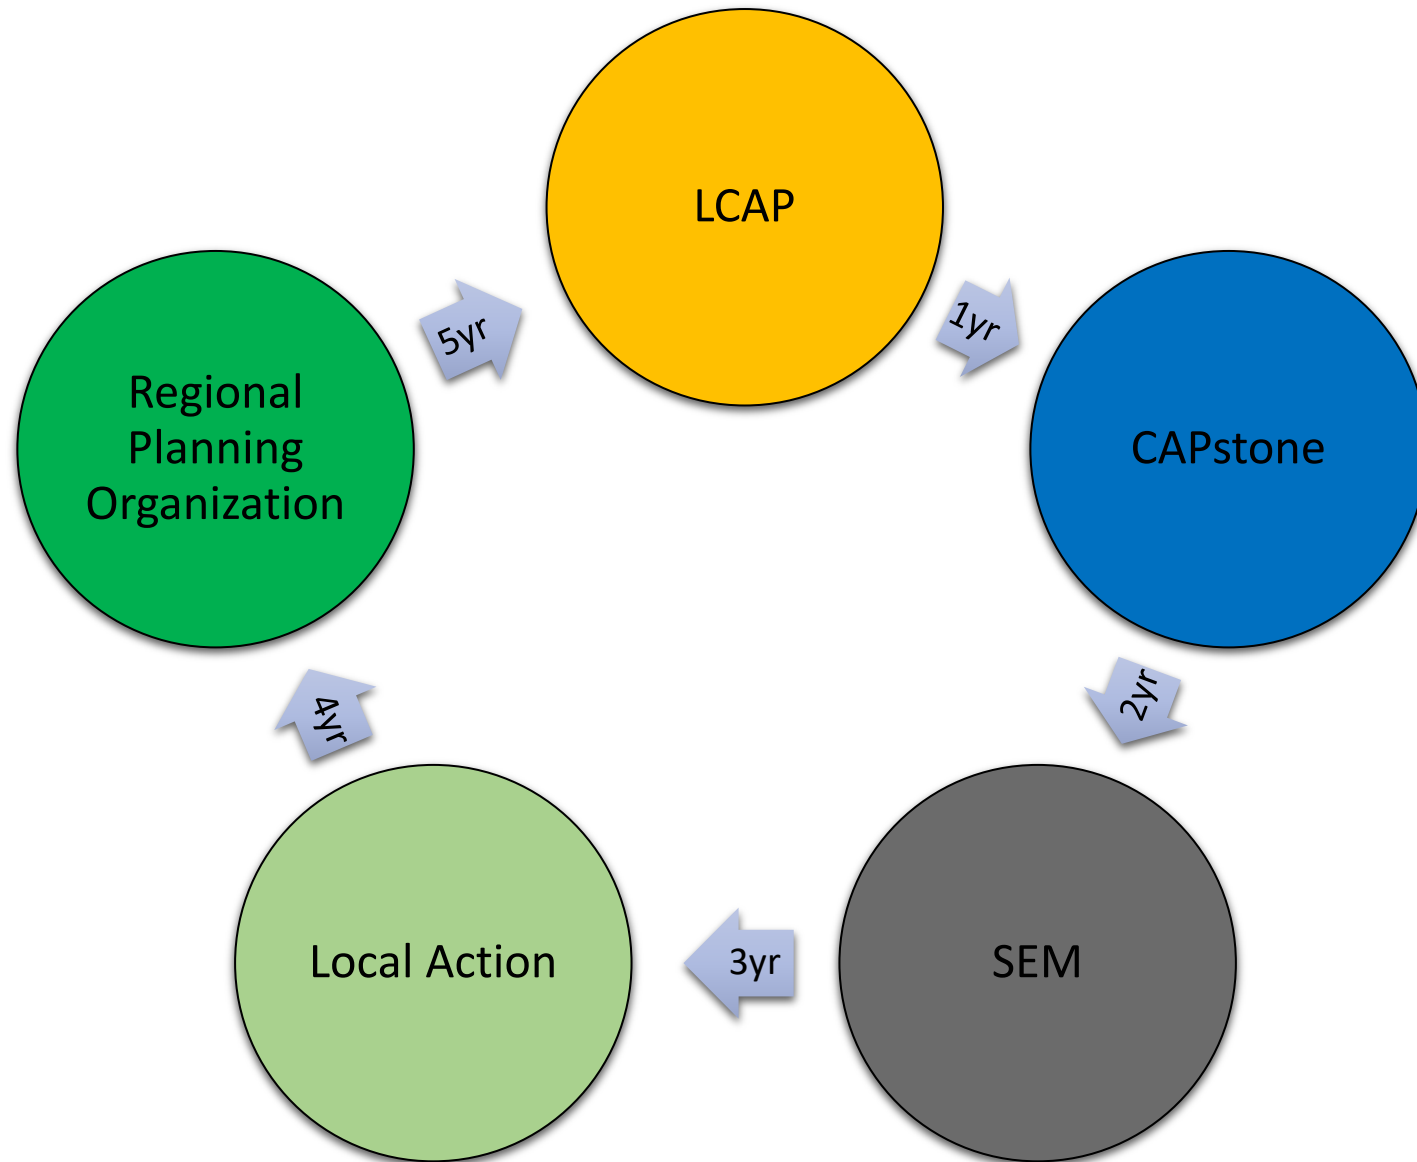 LCAP
1yr
CAPstone
2yr
SEM
3yr
Local Action
4yr
Regional
Planning
Organization
5yr